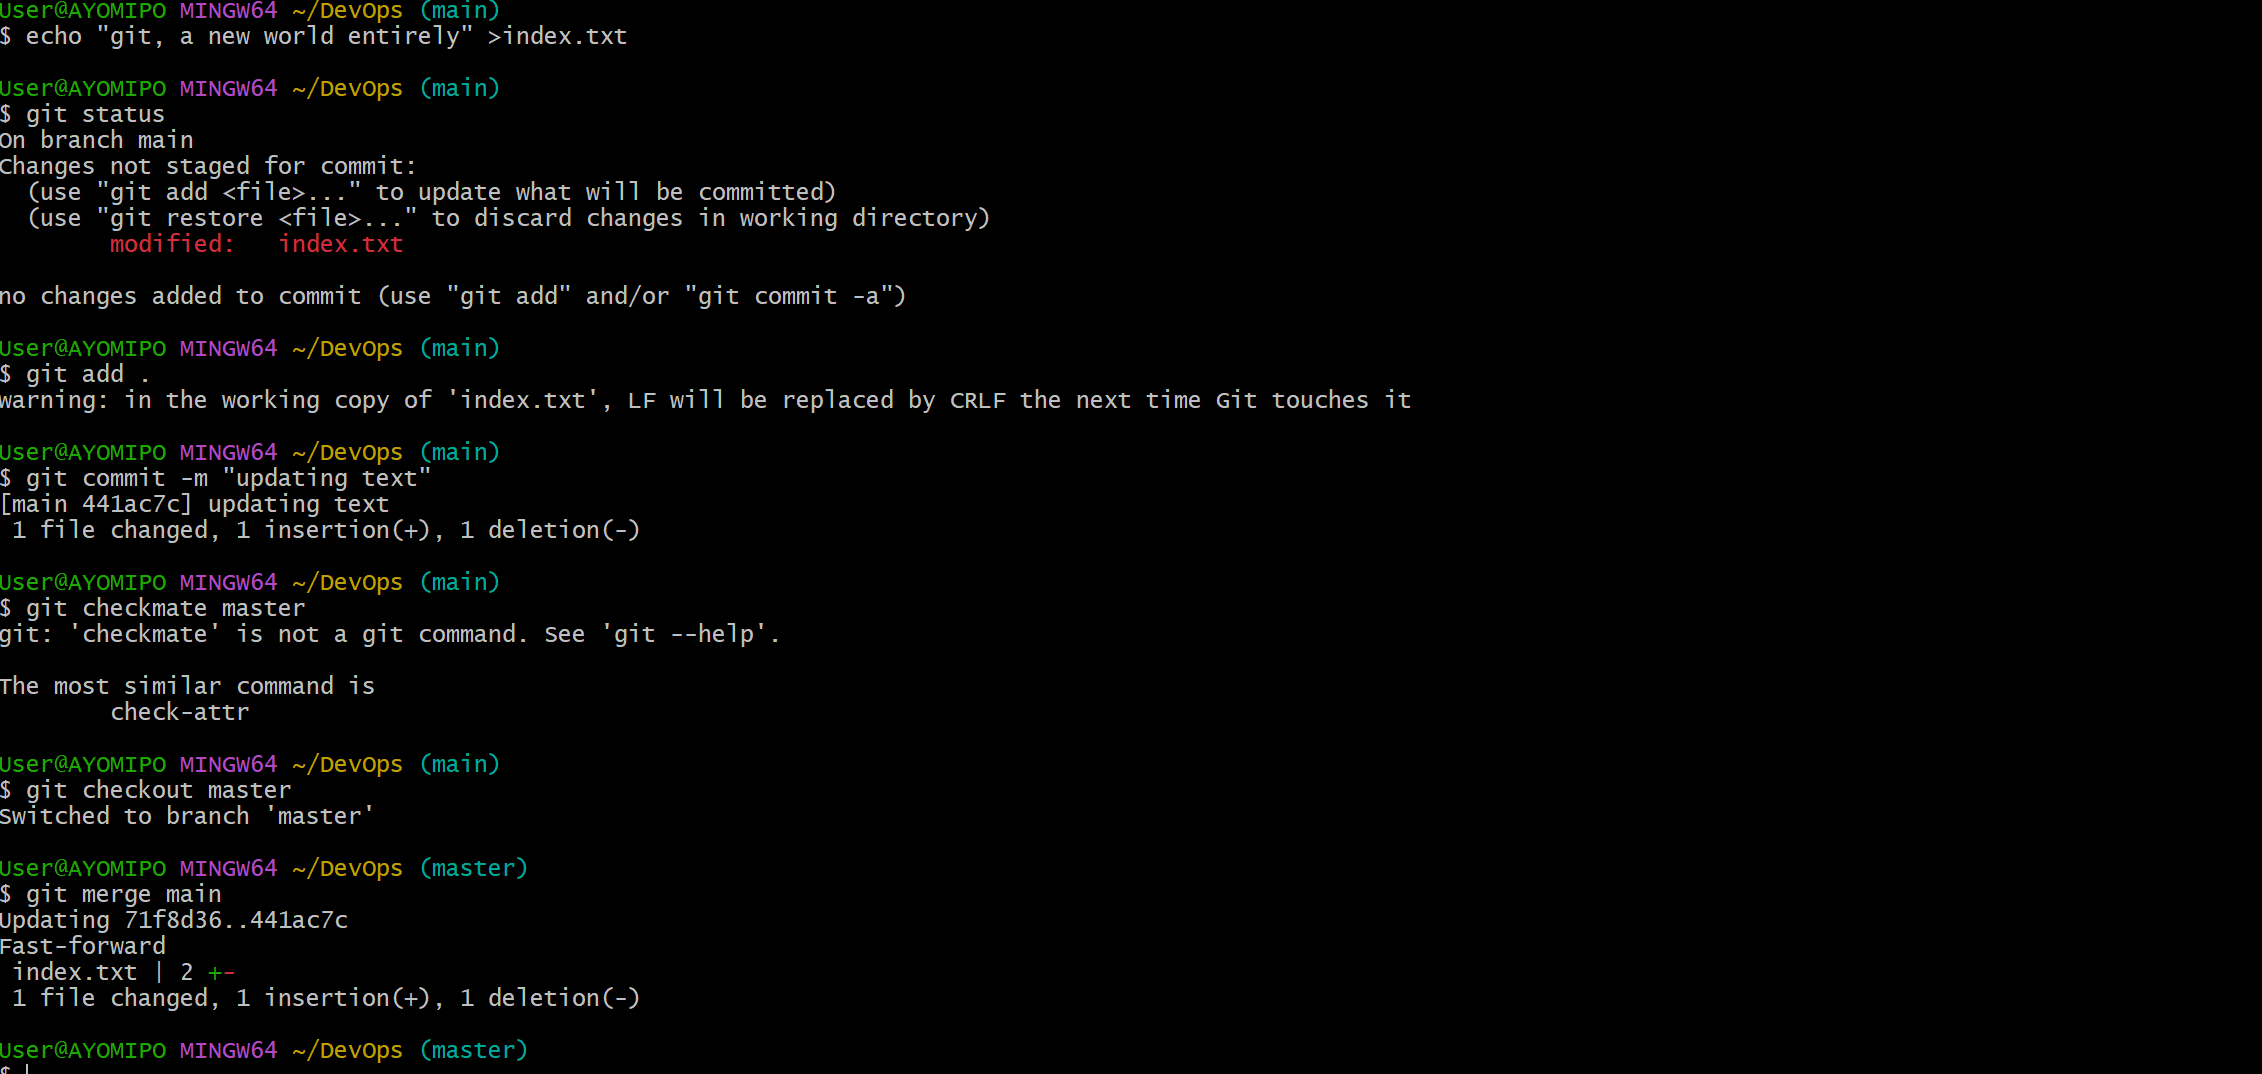 User@AYOMIPO MINGW64 ~/DevOps (main)
$ echo "git, a new world entirely" >index.txt
User@AYOMIPO MINGW64 ~/DevOps (main)
$ git status
On branch main
Changes not staged for commit:
  (use "git add <file>..." to update what will be committed)
  (use "git restore <file>..." to discard changes in working directory)
        modified:   index.txt
no changes added to commit (use "git add" and/or "git commit -a")
User@AYOMIPO MINGW64 ~/DevOps (main)
$ git add .
warning: in the working copy of 'index.txt', LF will be replaced by CRLF the next time Git touches it
User@AYOMIPO MINGW64 ~/DevOps (main)
$ git commit -m "updating text"
[main 441ac7c] updating text
 1 file changed, 1 insertion(+), 1 deletion(-)
User@AYOMIPO MINGW64 ~/DevOps (main)
$ git checkmate master
git: 'checkmate' is not a git command. See 'git --help'.
The most similar command is
        check-attr
User@AYOMIPO MINGW64 ~/DevOps (main)
$ git checkout master
Switched to branch 'master'
User@AYOMIPO MINGW64 ~/DevOps (master)
$ git merge main
Updating 71f8d36..441ac7c
Fast-forward
 index.txt | 2 +-
 1 file changed, 1 insertion(+), 1 deletion(-)
User@AYOMIPO MINGW64 ~/DevOps (master)
$